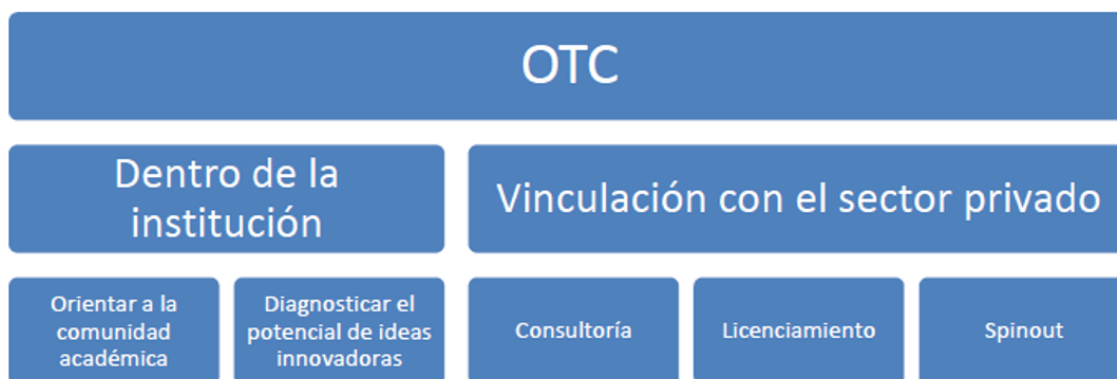 OTC
Dentro de la
institución
Vinculación con el sector privado
Orientar a la
comunidad
académica
Diagnosticar el
potencial de ideas
innovadoras
Consultoría
Licenciamiento
Spinout